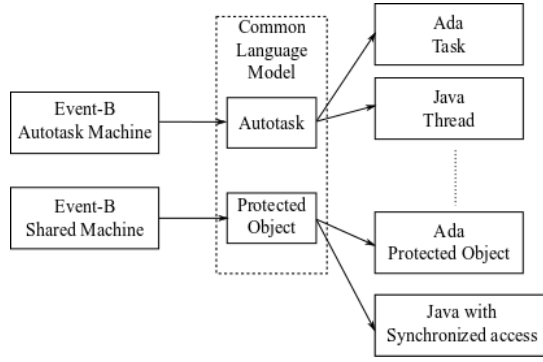 Common
Language
Model
Event-B
Autotask Machine
Autotask
Ada
Task
Java
Thread
Event-B
Shared Machine
Protected
Object
Ada
Protected Object
Java with
Synchronized access